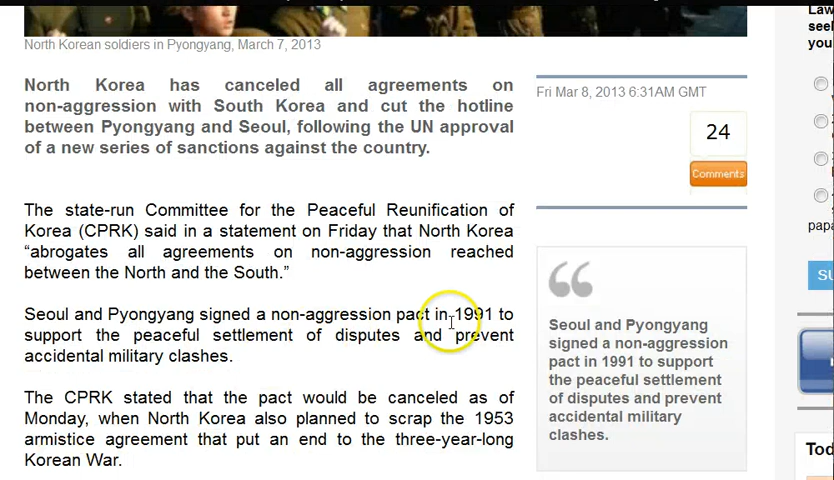 North Korean soldiers in Pyongyang, March 7, 2013
North Korea has canceled all agreements on
non-aggression with South Korea and cut the hotline
between Pyongyang and Seoul, following the UN approval
of a new series of sanctions against the country.
The state-run Committee for the Peaceful Reunification of
Korea (CPRK) said in a statement on Friday that North Korea
“abrogates all agreements on non-aggression reached
between the North and the South.”
Seoul and Pyongyang signed a non-aggression pact in 1991 to
support the peaceful settlement of disputes and prevent
accidental military clashes.
The CPRK stated that the pact would be canceled as of
Monday, when North Korea also planned to scrap the 1953
armistice agreement that put an end to the three-year-long
Korean War.
Fri Mar 8, 2013 6:31AM GMT
24
Comments
Seoul and Pyongyang
signed a non-aggression
pact in 1991 to support
the peaceful settlement
of disputes and prevent
accidental military
clashes.
Law
seel
you
papa
SU
Tod